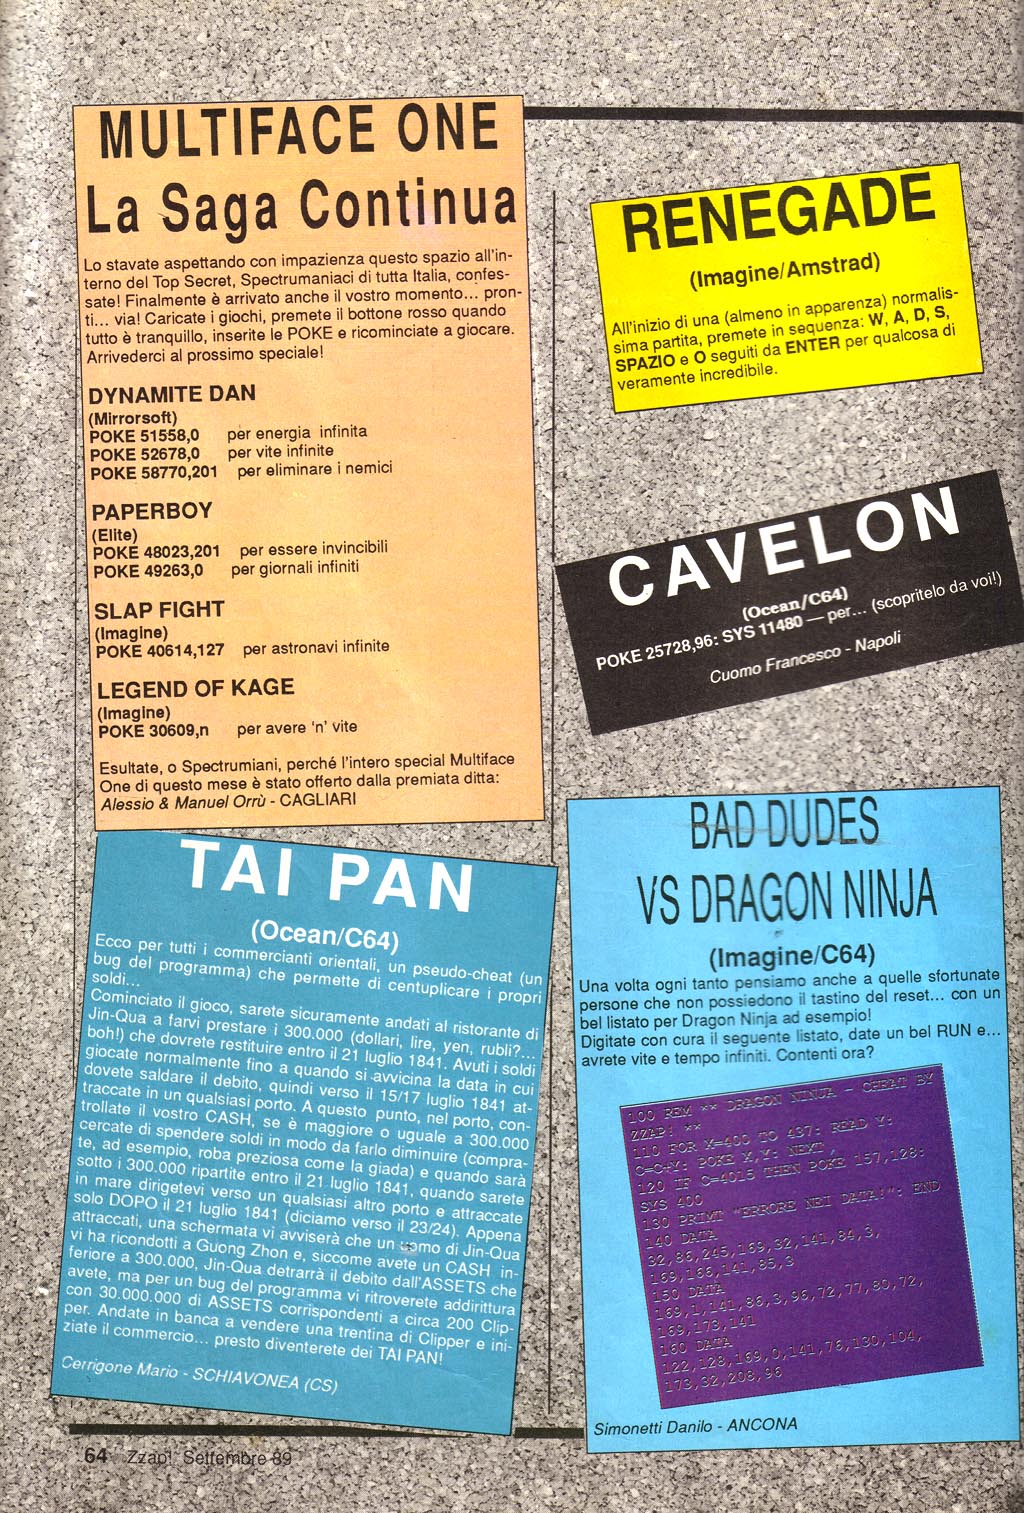 MULTIFACE ONE
La Saga Continua
Lo stavate aspettando con impazienza questo spazio all'in-
terno del Top Secret, Spectrumaniaci di tutta Italia, confes-
sate! Finalmente è arrivato anche il vostro momento... pron-
ti... via! Caricate i giochi, premete il bottone rosso quando
tutto è tranquillo, inserite le POKE e ricominciate a giocare.
Arrivederci al prossimo speciale!
DYNAMITE DAN
(Mirrorsoft)
POKE 51558,0 per energia infinita
POKE 52678,0 per vite infinite
POKE 58770,201 per eliminare i nemici
PAPERBOY
(Elite)
POKE 48023,201 per essere invincibili
POKE 49263,0 per giornali infiniti
SLAP FIGHT
(Imagine)
POKE 40614,127 per astronavi infinite
LEGEND OF KAGE
(Imagine)
POKE 30609,n per avere 'n' vite
Esultate, o Spectrumiani, perché l'intero special Multiface
One di questo mese è stato offerto dalla premiata ditta:
Alessio & Manuel Orrù - CAGLIARI
TAI PAN
(Ocean/C64)
Ecco per tutti i commercianti orientali, un pseudo-cheat (un
bug del programma) che permette di centuplicare i propri
soldi...
Cominciato il gioco, sarete sicuramente andati al ristorante di
Jin-Qua a farvi prestare i 300.000 (dollari, lire, yen, rubli?...
boh!) che dovrete restituire entro il 21 luglio 1841. Avuti i soldi
giocate normalmente fino a quando si avvicina la data in cui
dovete saldare il debito, quindi verso il 15/17 luglio 1841 at-
traccate in un qualsiasi porto. A questo punto, nel porto, con-
trollate il vostro CASH, se è maggiore o uguale a 300.000
cercate di spendere soldi in modo da farlo diminuire (compra-
te, ad esempio, roba preziosa come la giada) e quando sarà
sotto i 300.000 ripartite entro il 21 luglio 1841, quando sarete
in mare dirigetevi verso un qualsiasi altro porto e attraccate
solo DOPO il 21 luglio 1841 (diciamo verso il 23/24). Appena
attraccati, una schermata vi avviserà che un uomo di Jin-Qua
vi ha ricondotti a Guong Zhon e, siccome avete un CASH in-
feriore a 300.000, Jin-Qua detrarrà il debito dall'ASSETS che
avete, ma per un bug del programma vi ritroverete addirittura
con 30.000.000 di ASSETS corrispondenti a circa 200 Clip-
per. Andate in banca a vendere una trentina di Clipper e ini-
ziate il commercio... presto diventerete dei TAI PAN!
Cerrigone Mario - SCHIAVONEA (CS)
RENEGADE
(Imagine/Amstrad)
All'inizio di una (almeno in apparenza) normalis-
sima partita, premete in sequenza: W, A, D, S,
SPAZIO e O seguiti da ENTER per qualcosa di
veramente incredibile.
CAVELON
(Ocean/C64)
POKE 25728,96: SYS 11480 — per... (scopritelo da voi!)
Cuomo Francesco - Napoli
BAD DUDES
VS DRAGON NINJA
(Imagine/C64)
Una volta ogni tanto pensiamo anche a quelle sfortunate
persone che non possiedono il tastino del reset... con un
bel listato per Dragon Ninja ad esempio!
Digitate con cura il seguente listato, date un bel RUN e...
avrete vite e tempo infiniti. Contenti ora?
100 REM ** DRAGON NINJA - CHEAT BY
ZZAP! **
110 FOR X=400 TO 437: READ Y:
C=C+Y: POKE X,Y: NEXT
120 IF C=4015 THEN POKE 157,128:
SYS 400
130 PRIMT "ERRORE NEI DATA!": END
140 DATA
32,86,245,169,32,141,84,3,
169,166,141,85,3
150 DATA
169,1,141,86,3,96,72,77,80,72,
169,173,141
160 DATA
122,128,169,0,141,76,130,104,
173,32,208,96
Simonetti Danilo - ANCONA
64 Zzap! Settembre 89